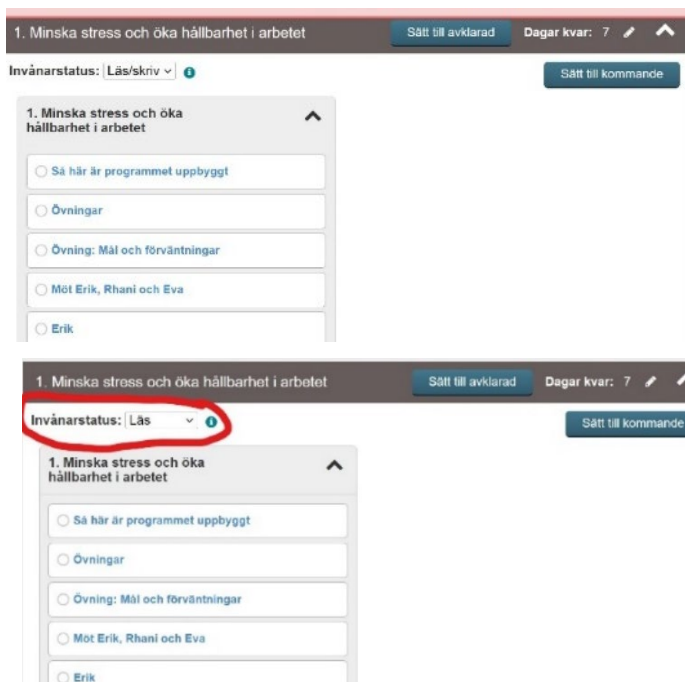 1. Minska stress och öka hållbarhet i arbetet Sätt till avklarad Dagar kvar: 7
Invånarstatus: Läs/skriv Sätt till kommande
1. Minska stress och öka
hållbarhet i arbetet
Så här är programmet uppbyggt
Övningar
Övning: Mål och förväntningar
Möt Erik, Rhani och Eva
Erik
1. Minska stress och öka hållbarhet i arbetet Sätt till avklarad Dagar kvar: 7
Invånarstatus: Läs Sätt till kommande
1. Minska stress och öka
hållbarhet i arbetet
Så här är programmet uppbyggt
Övningar
Övning: Mål och förväntningar
Möt Erik, Rhani och Eva
Erik